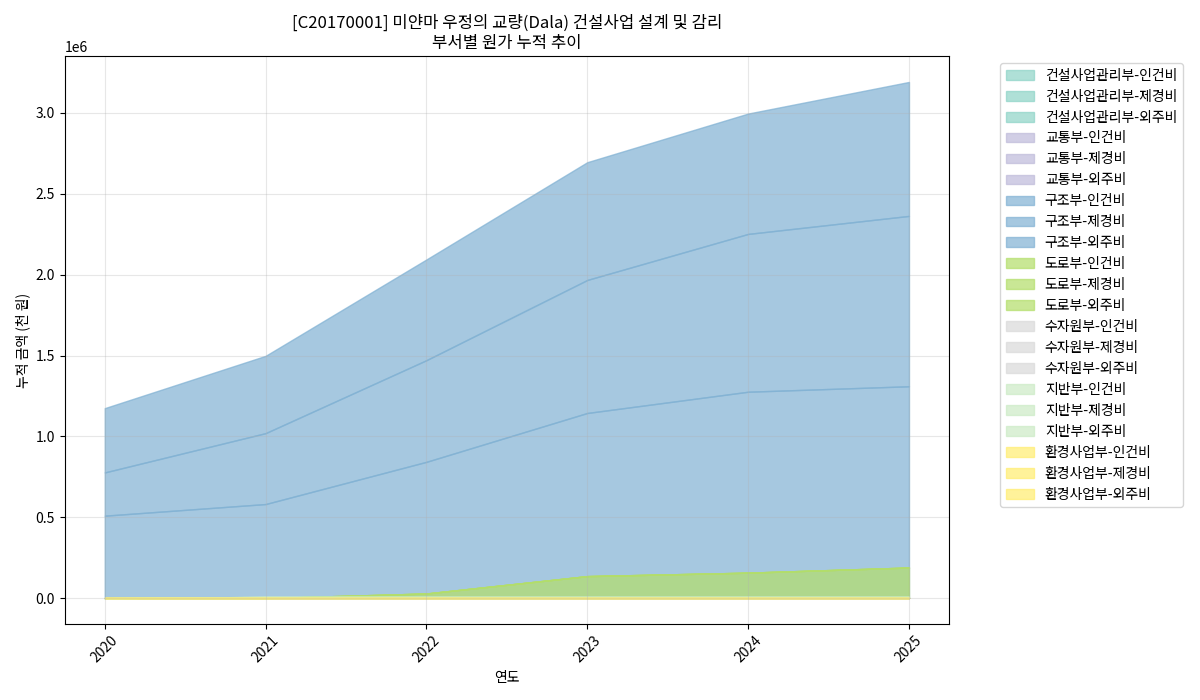 [C20170001] 미얀마 우정의 교량(Dala) 건설사업 설계 및 감리
부서별 원가 누적 추이
1e6
3.0
2.5
2.0
1.5
1.0
0.5
0.0
누적 금액 (천 원)
2020
2021
2022
2023
2024
2025
연도
건설사업관리부-인건비
건설사업관리부-제경비
건설사업관리부-외주비
교통부-인건비
교통부-제경비
교통부-외주비
구조부-인건비
구조부-제경비
구조부-외주비
도로부-인건비
도로부-제경비
도로부-외주비
수자원부-인건비
수자원부-제경비
수자원부-외주비
지반부-인건비
지반부-제경비
지반부-외주비
환경사업부-인건비
환경사업부-제경비
환경사업부-외주비